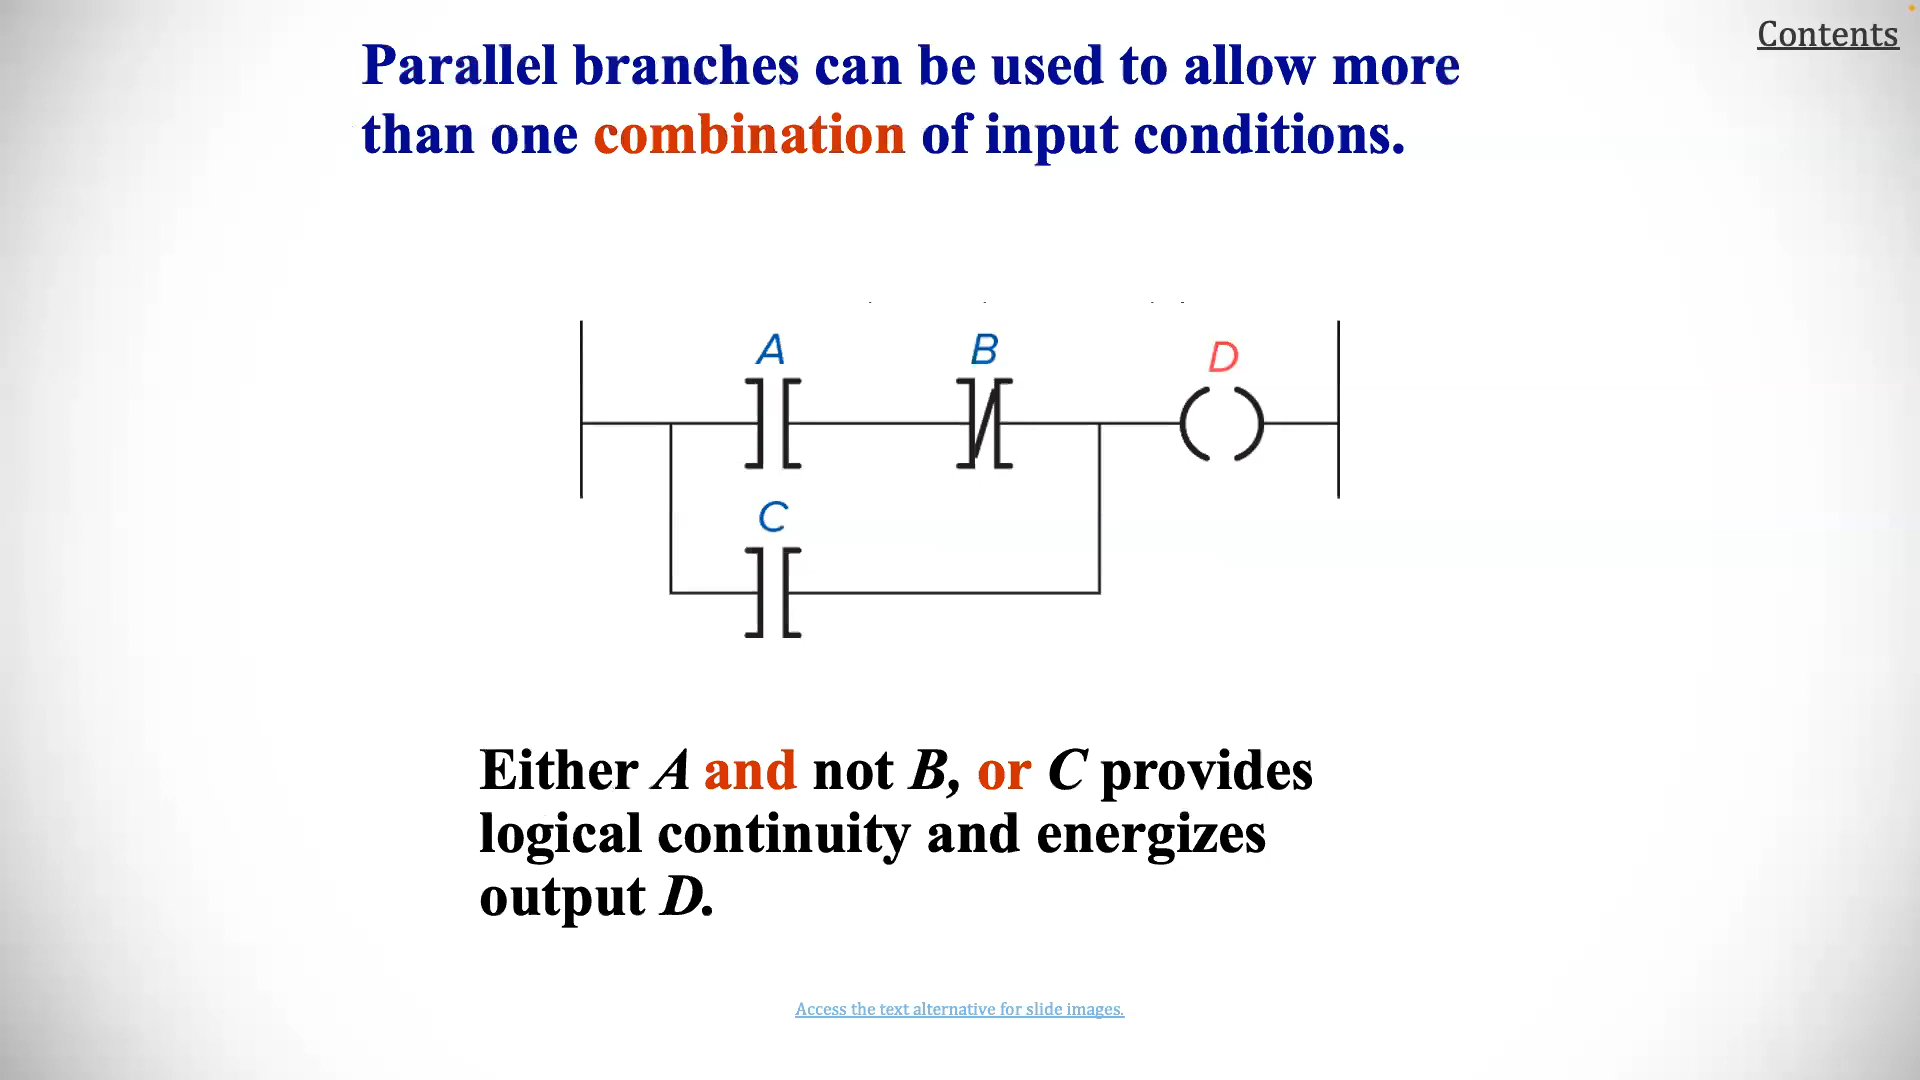 Contents
Parallel branches can be used to allow more
than one combination of input conditions.
A B D
C
Either A and not B, or C provides
logical continuity and energizes
output D.
Access the text alternative for slide images.